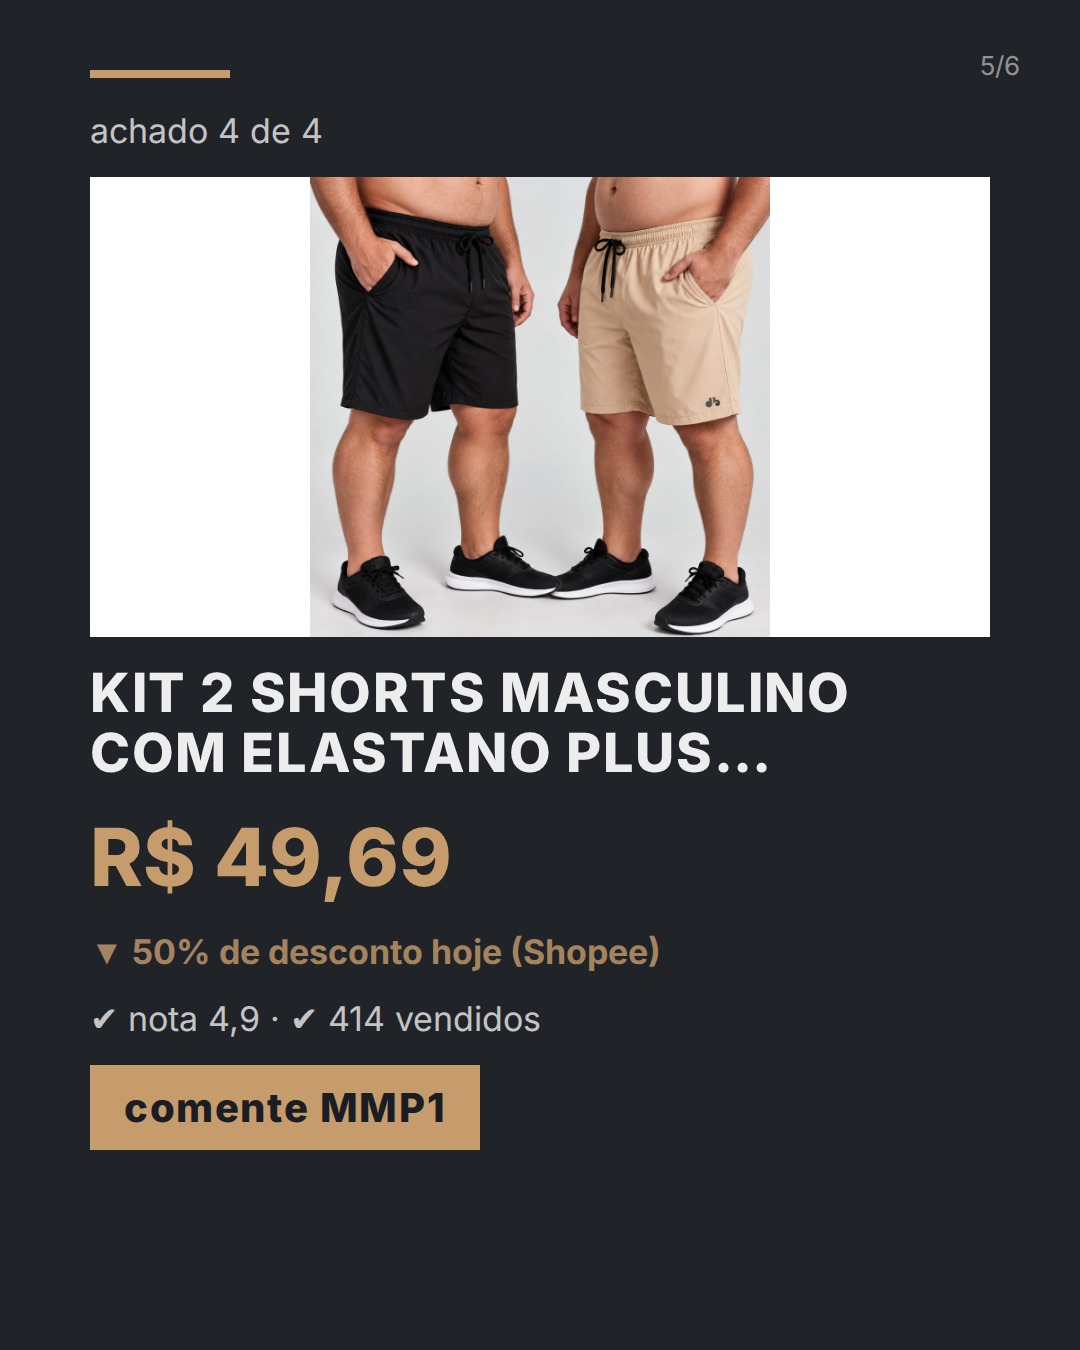 5/6
achado 4 de 4
KIT 2 SHORTS MASCULINO
COM ELASTANO PLUS...
R$ 49,69
▼ 50% de desconto hoje (Shopee)
✔ nota 4,9 · ✔ 414 vendidos
comente MMP1